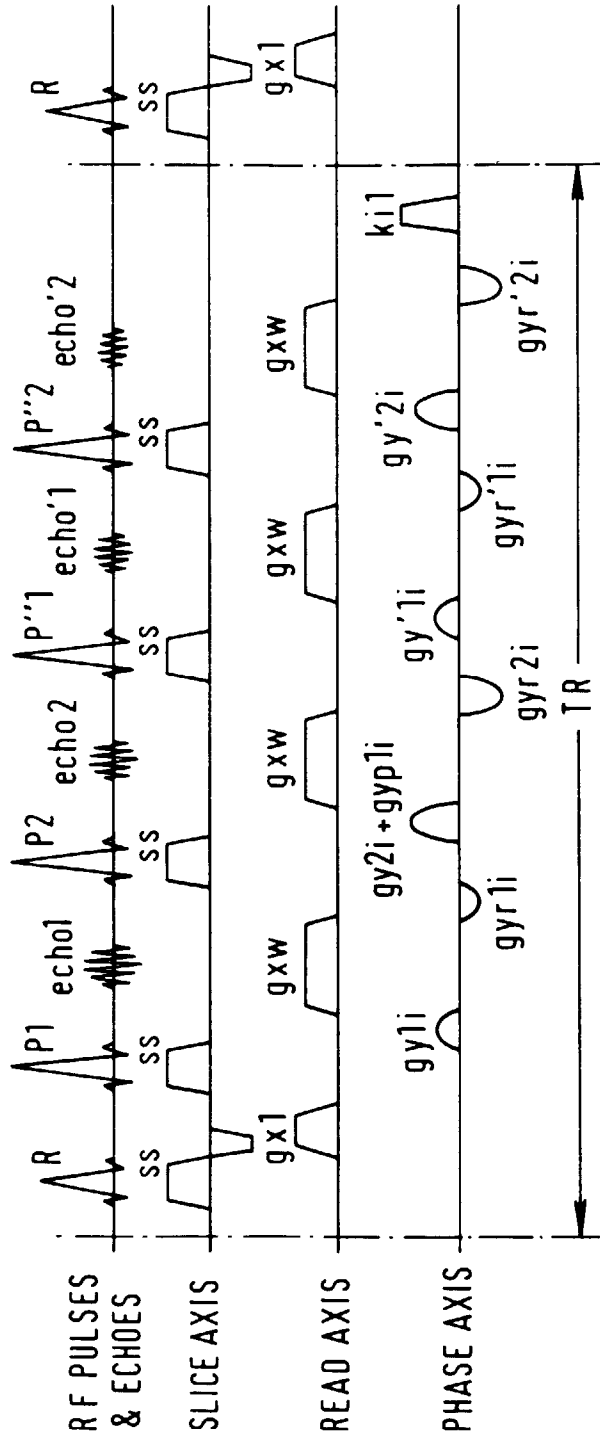 RF PULSES
& ECHOES
R
P1
echo1
P2
echo2
P''1
echo'1
P''2
echo'2
R
SLICE AXIS
ss
ss
ss
ss
ss
ss
READ AXIS
gx1
gxw
gxw
gxw
gxw
gx1
PHASE AXIS
gy1i
gyr1i
gy2i + gyp1i
gyr2i
gy'1i
gyr'1i
gy'2i
gyr'2i
ki1
TR